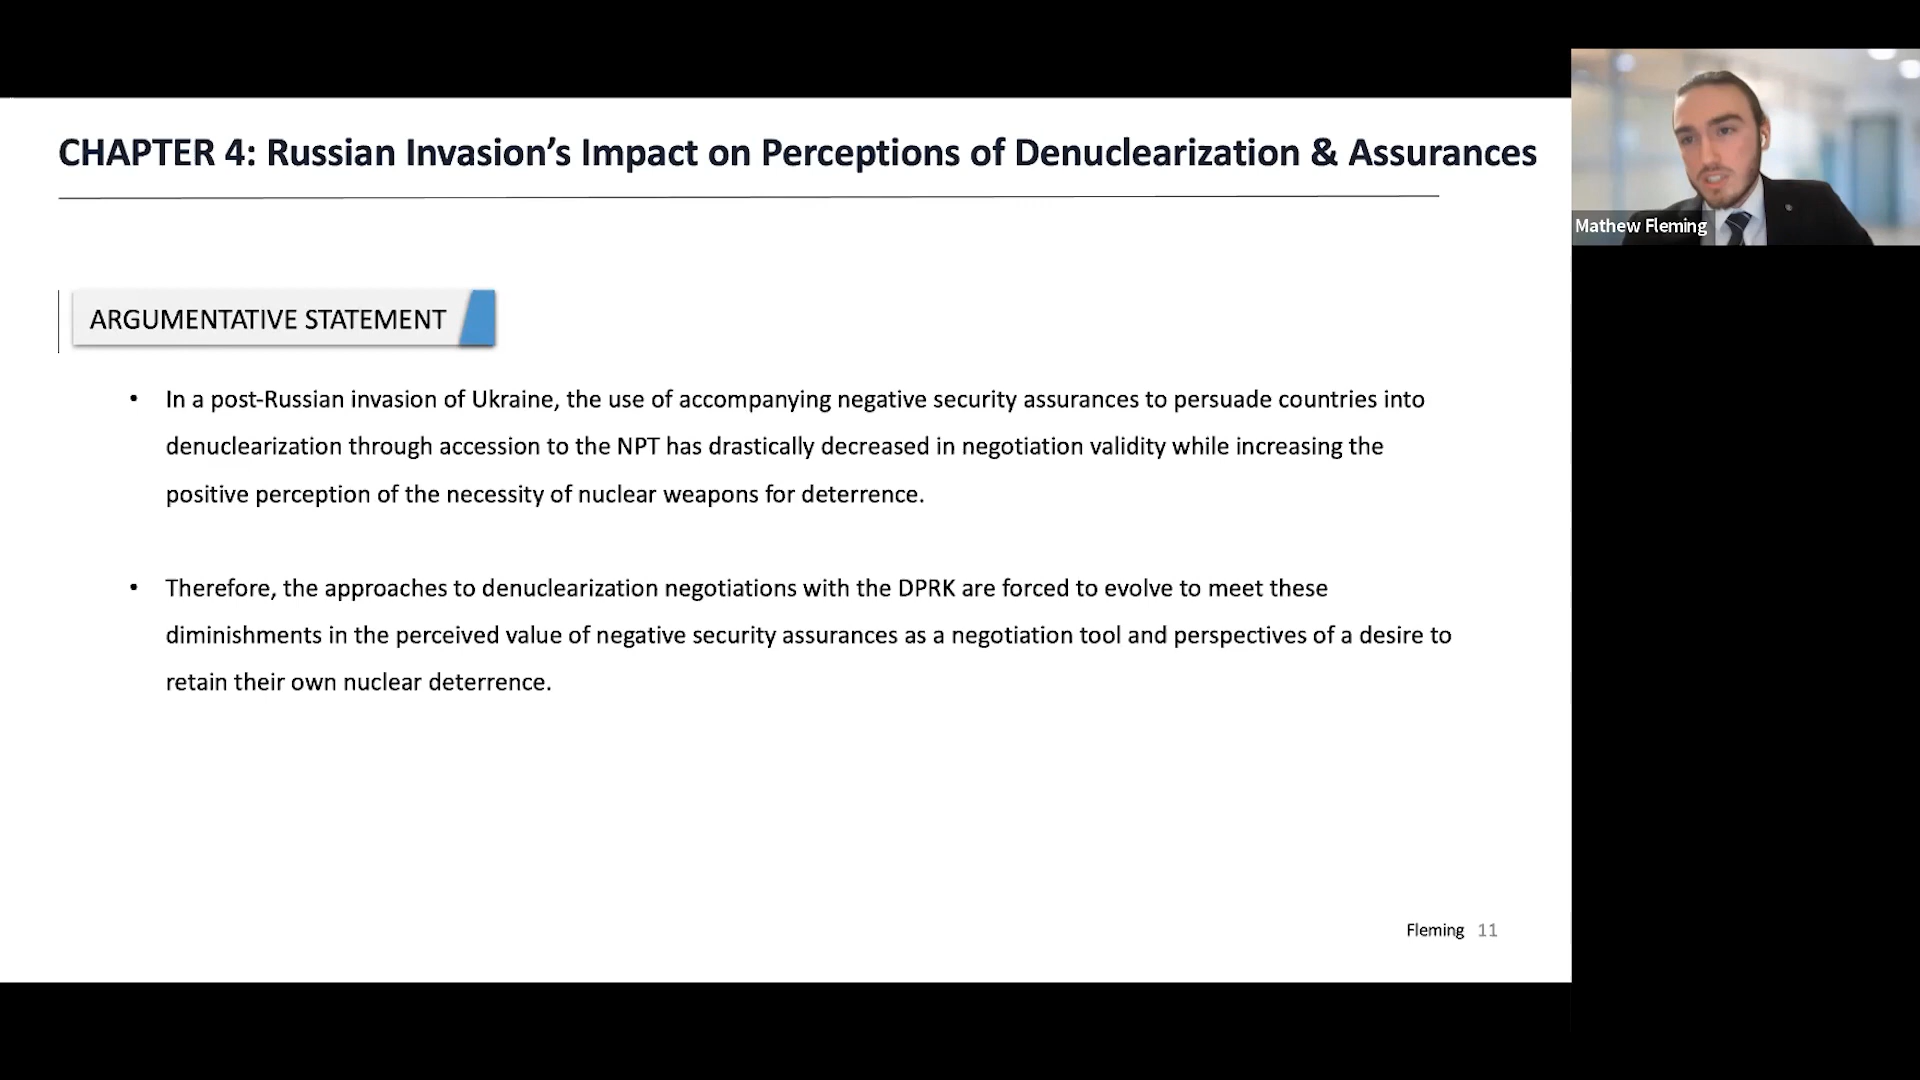 CHAPTER 4: Russian Invasion’s Impact on Perceptions of Denuclearization & Assurances
Mathew Fleming
ARGUMENTATIVE STATEMENT
• In a post-Russian invasion of Ukraine, the use of accompanying negative security assurances to persuade countries into
denuclearization through accession to the NPT has drastically decreased in negotiation validity while increasing the
positive perception of the necessity of nuclear weapons for deterrence.
• Therefore, the approaches to denuclearization negotiations with the DPRK are forced to evolve to meet these
diminishments in the perceived value of negative security assurances as a negotiation tool and perspectives of a desire to
retain their own nuclear deterrence.
Fleming 11